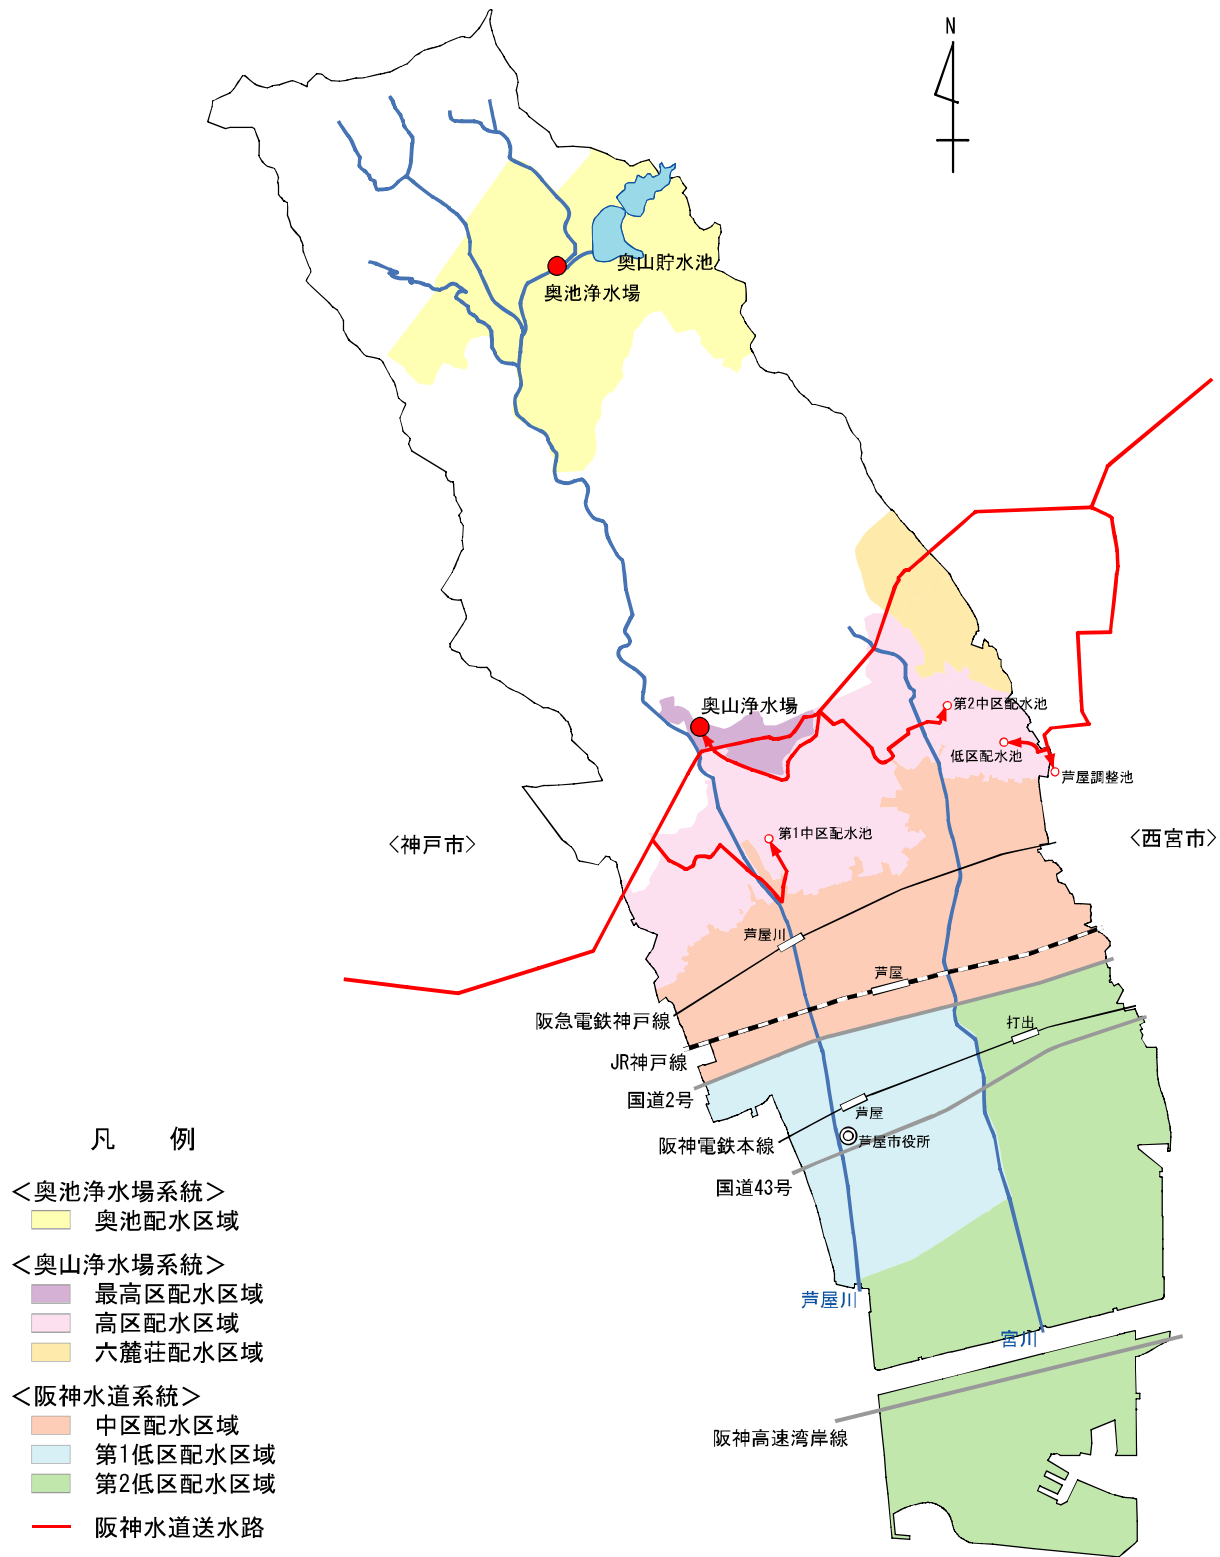 N
奥山貯水池
奥池浄水場
奥山浄水場
第2中区配水池
低区配水池
芦屋調整池
第1中区配水池
<神戸市>
<西宮市>
芦屋川
芦屋
阪急電鉄神戸線
打出
JR神戸線
国道2号
芦屋
阪神電鉄本線
芦屋市役所
国道43号
芦屋川
宮川
阪神高速湾岸線
凡 例
<奥池浄水場系統>
奥池配水区域
<奥山浄水場系統>
最高区配水区域
高区配水区域
六麓荘配水区域
<阪神水道系統>
中区配水区域
第1低区配水区域
第2低区配水区域
阪神水道送水路